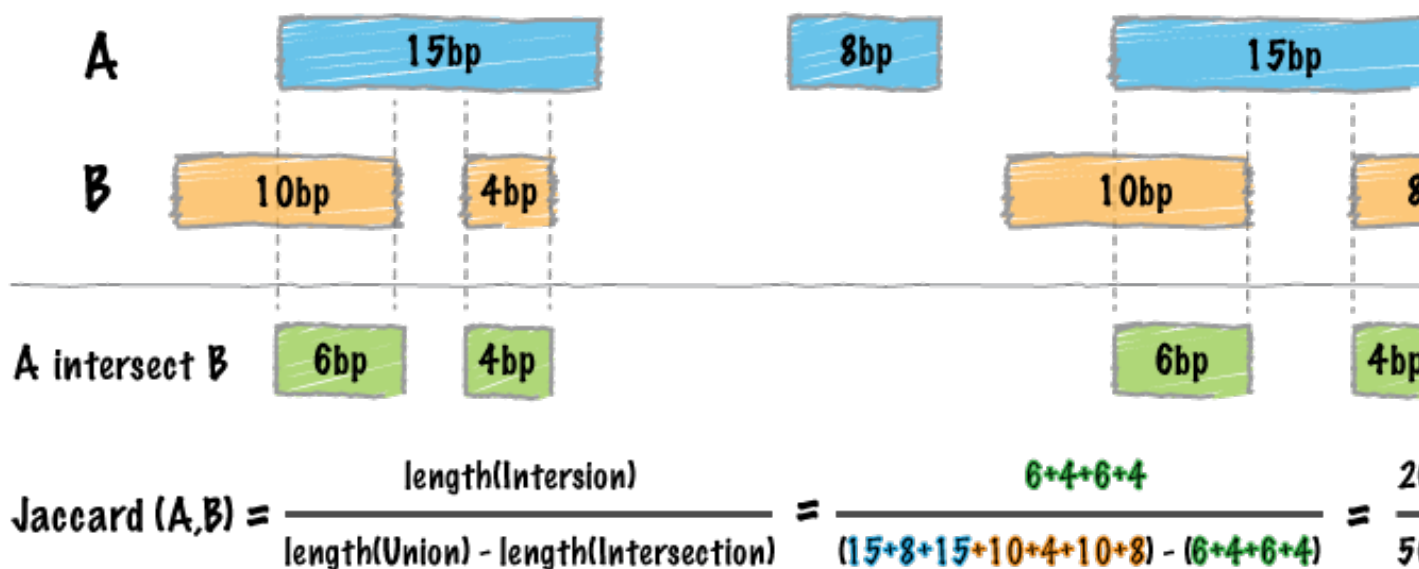 A 15bp 8bp 15bp
B 10bp 4bp 10bp 8
A intersect B 6bp 4bp 6bp 4bp
length(Intersion) 6+4+6+4
Jaccard (A,B) = = =
length(Union) - length(Intersection) (15+8+15+10+4+10+8) - (6+4+6+4)